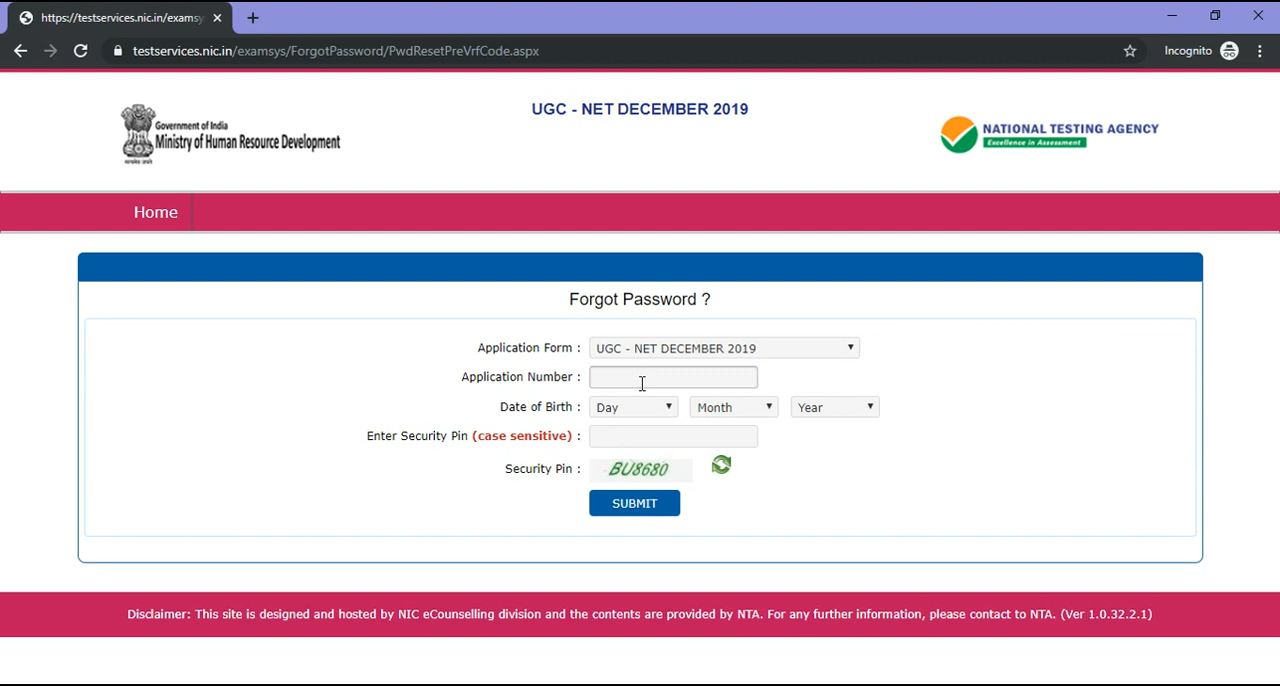 https://testservices.nic.in/examsy
testservices.nic.in/examsys/ForgotPassword/PwdResetPreVrfCode.aspx
Incognito
Government of India
Ministry of Human Resource Development
UGC - NET DECEMBER 2019
NATIONAL TESTING AGENCY
Excellence in Assessment
Home
Forgot Password ?
Application Form : UGC - NET DECEMBER 2019
Application Number :
Date of Birth : Day Month Year
Enter Security Pin (case sensitive) :
Security Pin : BU8680
SUBMIT
Disclaimer: This site is designed and hosted by NIC eCounselling division and the contents are provided by NTA. For any further information, please contact to NTA. (Ver 1.0.32.2.1)